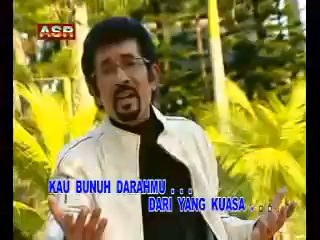 ASR
KAU BUNUH DARAHMU . . .
DARI YANG KUASA . . .